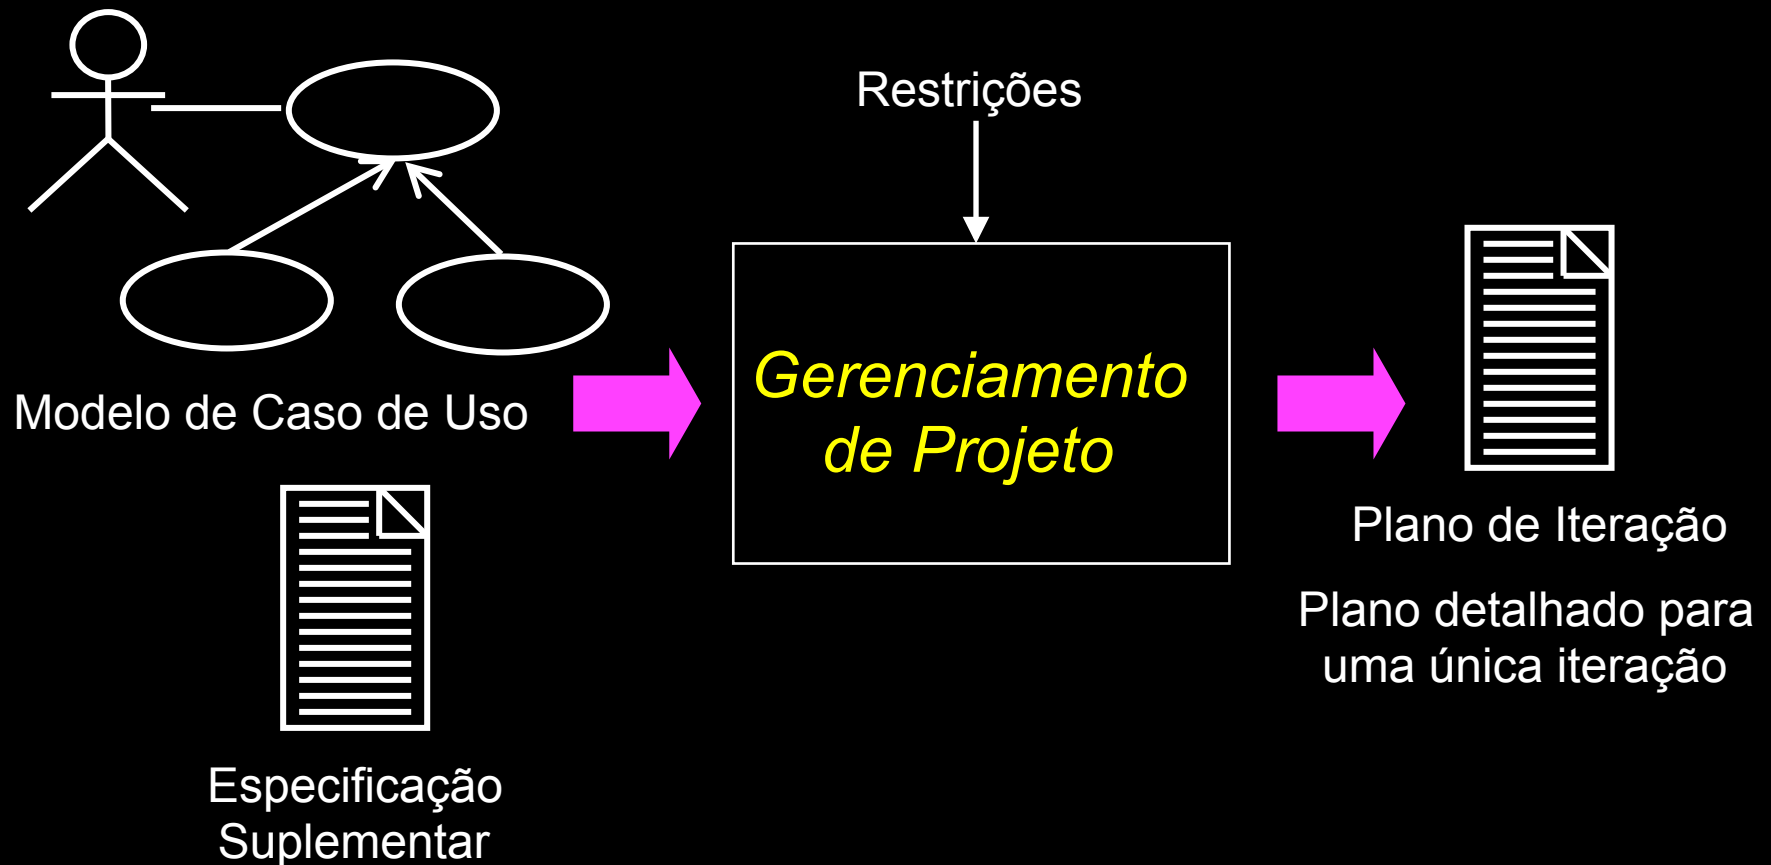 Restrições
Modelo de Caso de Uso
Gerenciamento
de Projeto
Especificação
Suplementar
Plano de Iteração
Plano detalhado para
uma única iteração